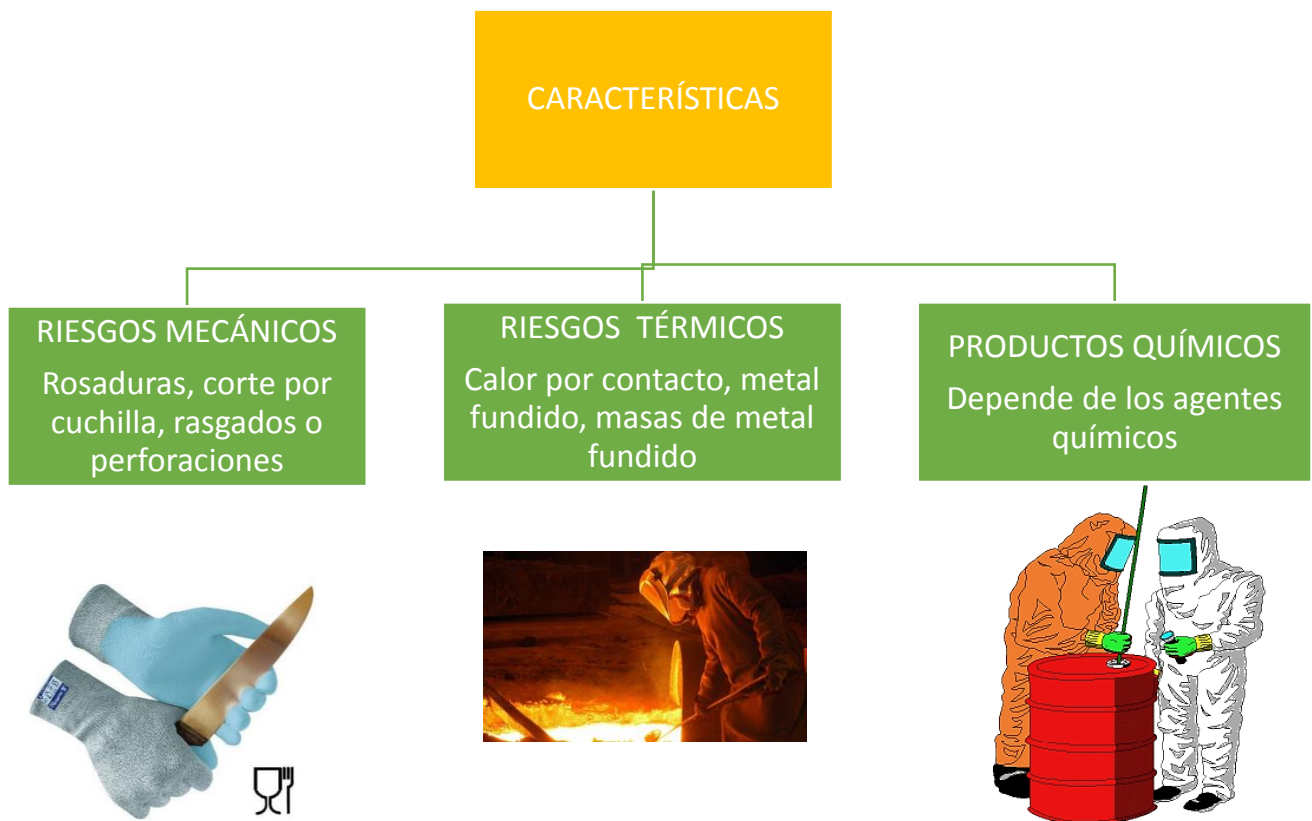 CARACTERÍSTICAS
RIESGOS MECÁNICOS
Rosaduras, corte por
cuchilla, rasgados o
perforaciones
RIESGOS TÉRMICOS
Calor por contacto, metal
fundido, masas de metal
fundido
PRODUCTOS QUÍMICOS
Depende de los agentes
químicos